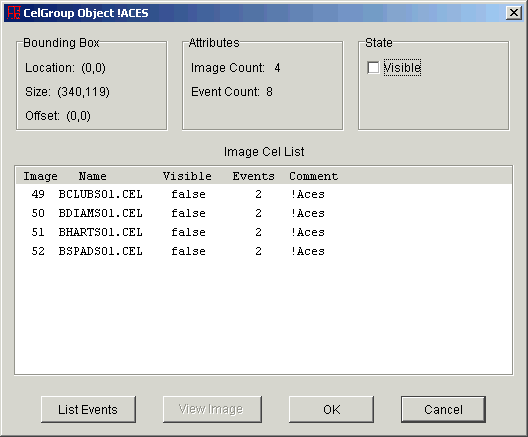 CelGroup Object !ACES
Bounding Box
Location: (0,0)
Size: (340,119)
Offset: (0,0)
Attributes
Image Count: 4
Event Count: 8
State
Visible
Image Cel List
Image Name Visible Events Comment
49 BCLUBS01.CEL false 2 !Aces
50 BDIAMS01.CEL false 2 !Aces
51 BHARTS01.CEL false 2 !Aces
52 BSPADS01.CEL false 2 !Aces
List Events
View Image
OK
Cancel